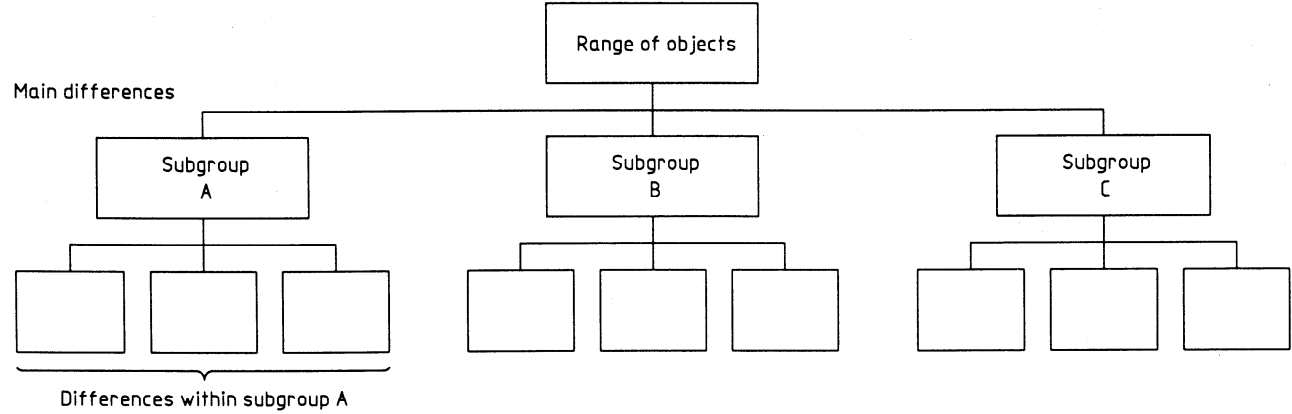 Range of objects
Main differences
Subgroup
A
Subgroup
B
Subgroup
C
Differences within subgroup A